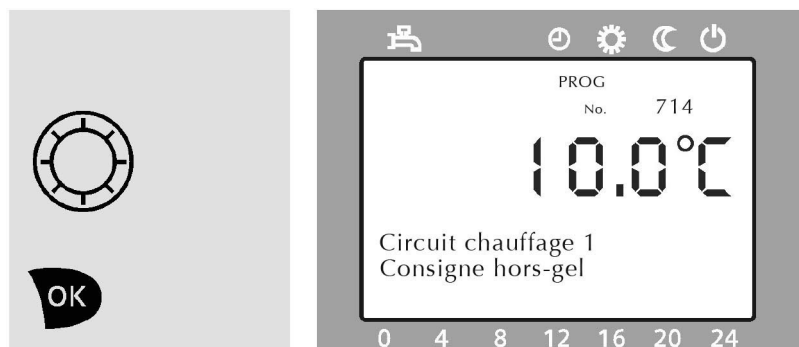 PROG
No. 714
10.0°C
Circuit chauffage 1
Consigne hors-gel
OK
0 4 8 12 16 20 24